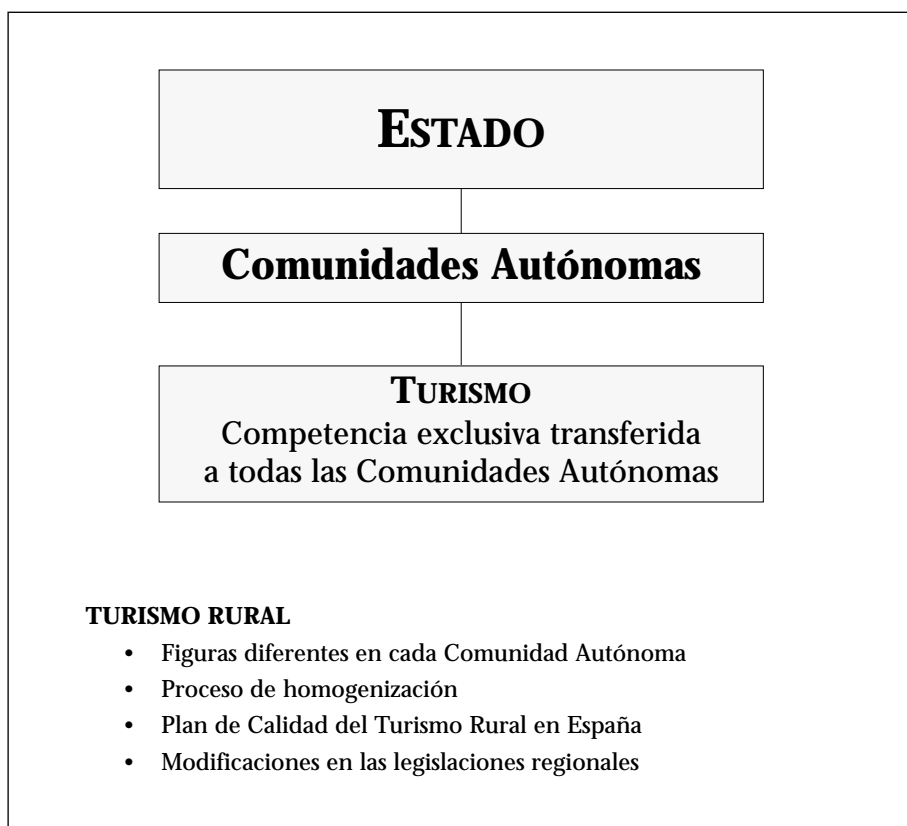 ESTADO
Comunidades Autónomas
TURISMO
Competencia exclusiva transferida
a todas las Comunidades Autónomas
TURISMO RURAL
• Figuras diferentes en cada Comunidad Autónoma
• Proceso de homogenización
• Plan de Calidad del Turismo Rural en España
• Modificaciones en las legislaciones regionales